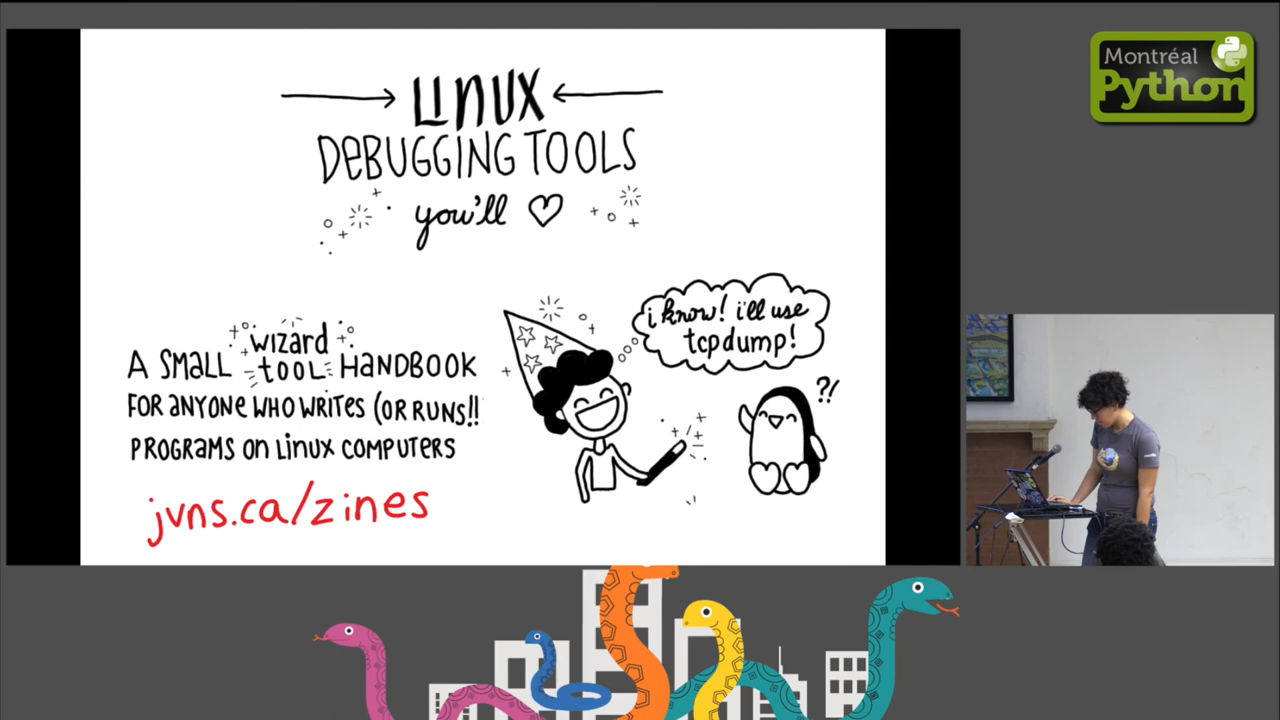 LINUX
DEBUGGING TOOLS
you'll
A SMALL wizard tool HANDBOOK
FOR ANYONE WHO WRITES (OR RUNS!!
PROGRAMS ON LINUX COMPUTERS
jvns.ca/zines
i know! i'll use
tcpdump!
?!
Montréal
Python